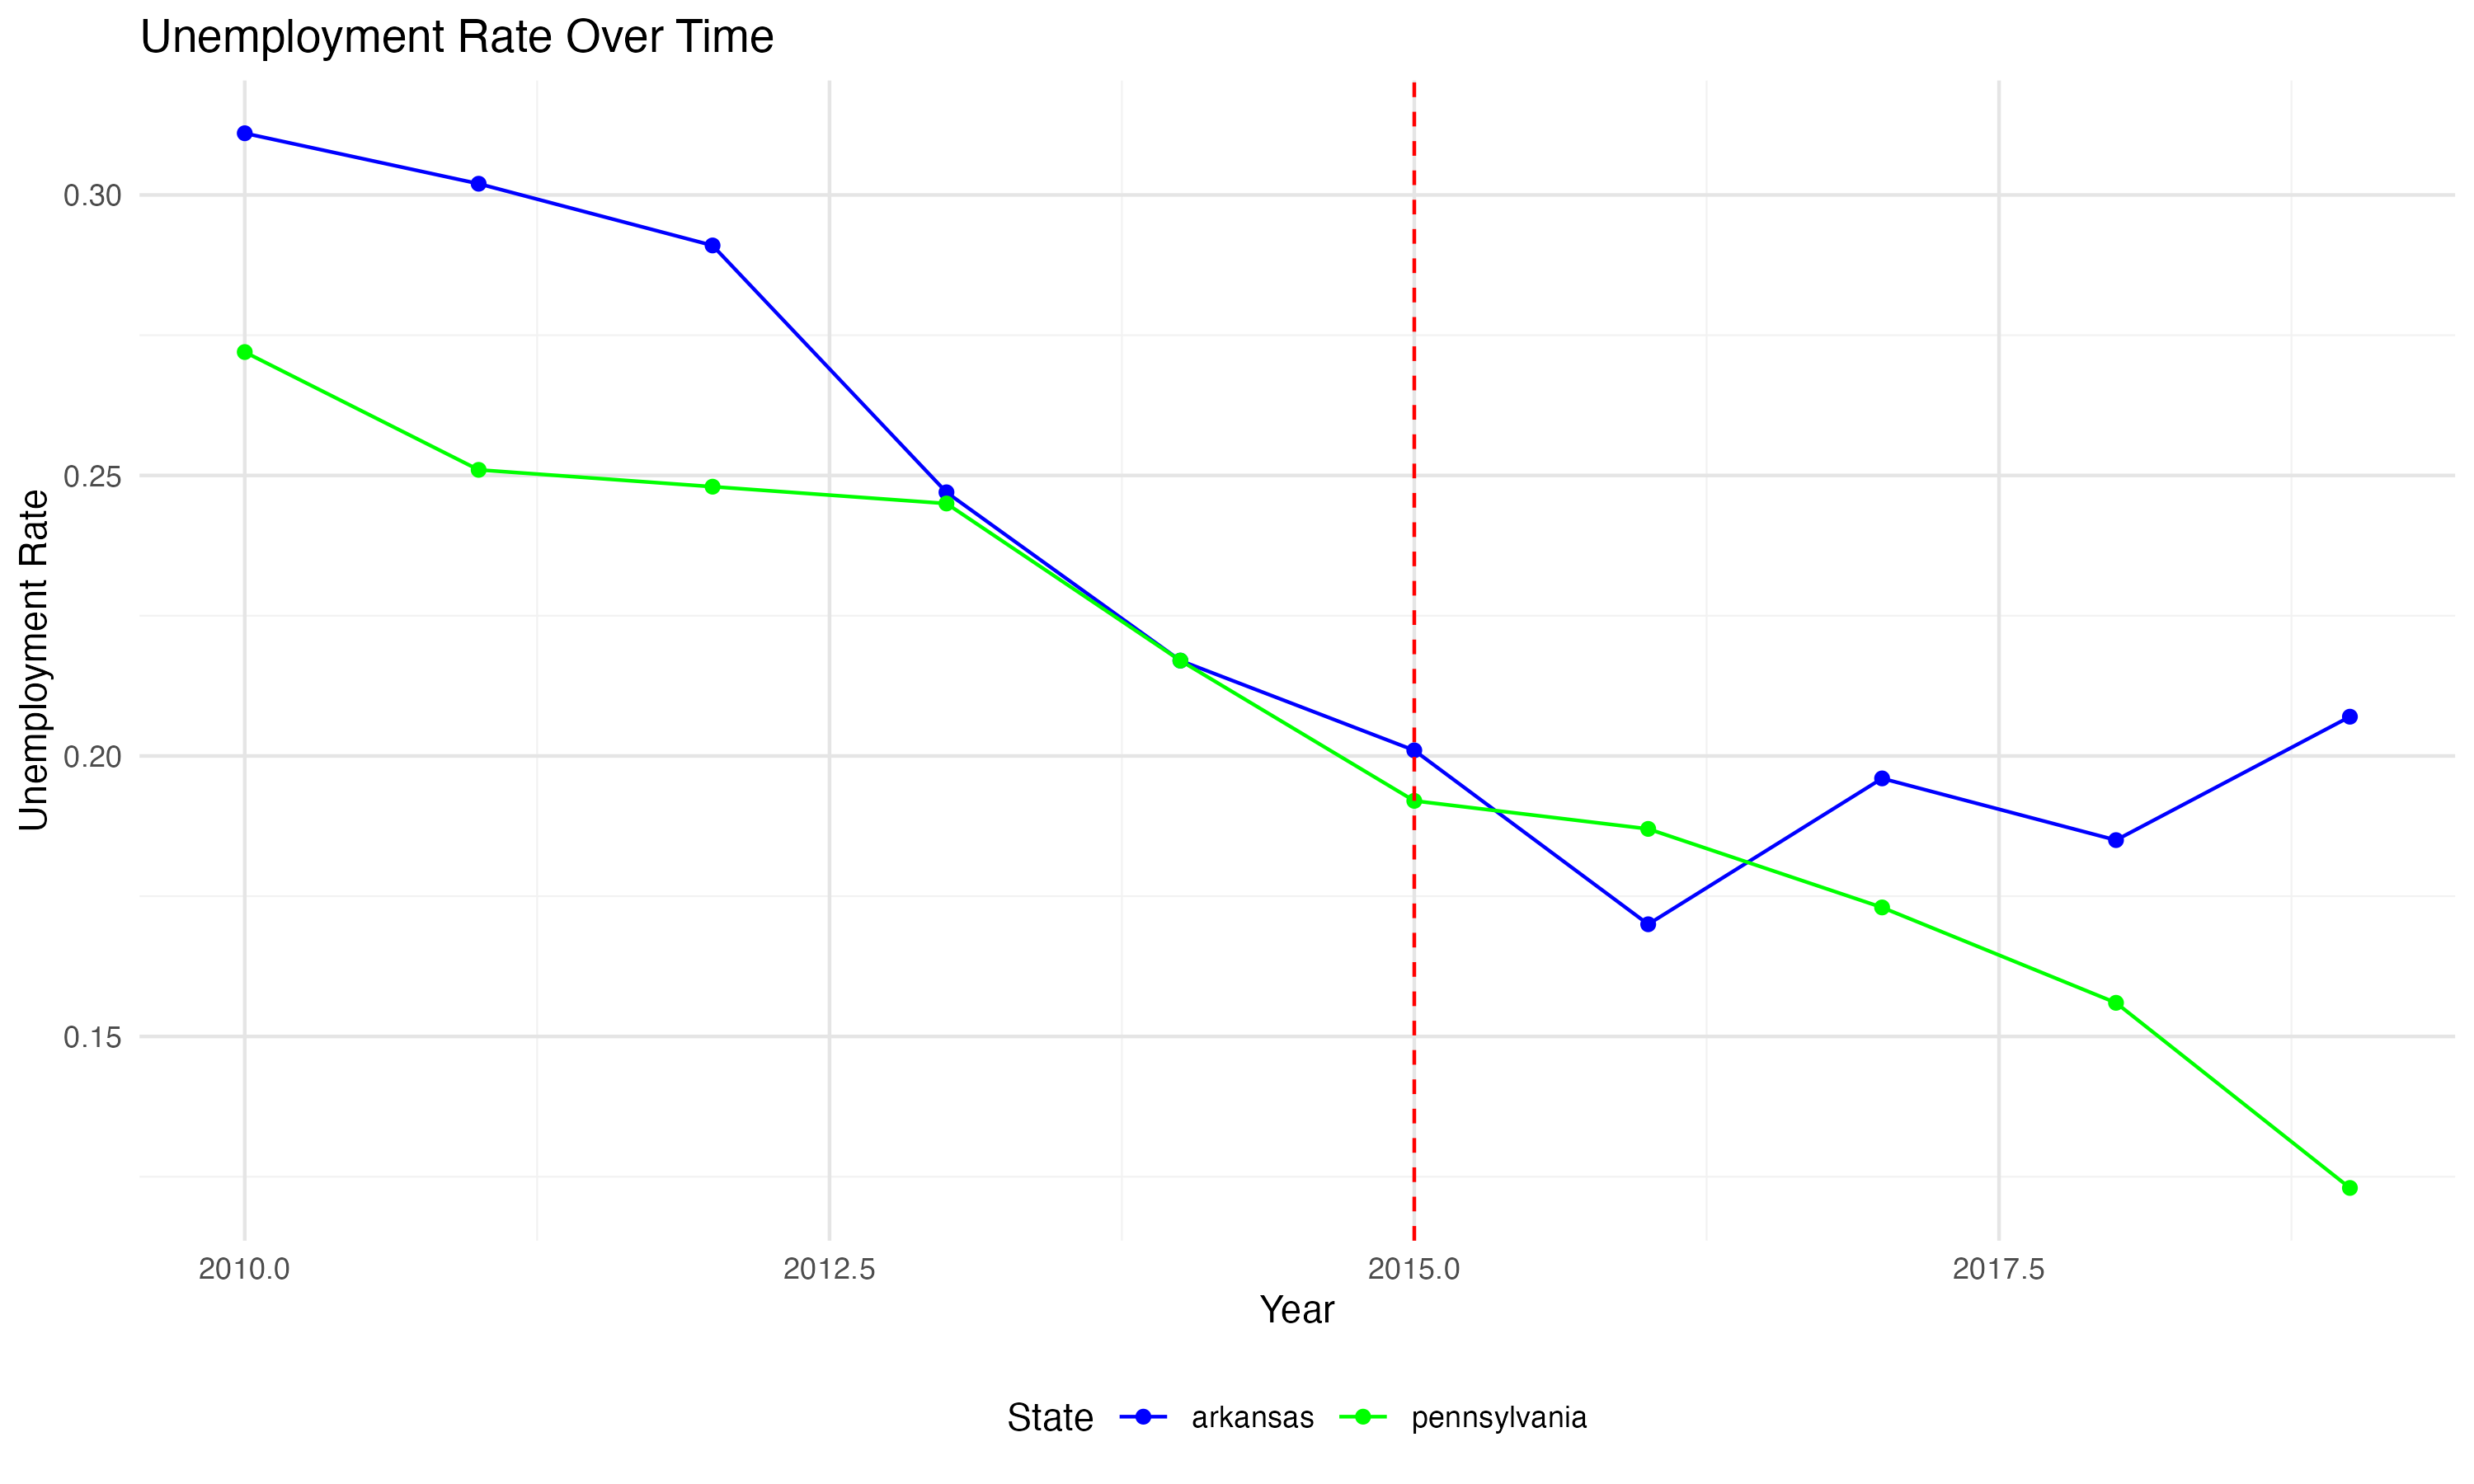 Unemployment Rate Over Time
Unemployment Rate
0.30
0.25
0.20
0.15
2010.0 2012.5 2015.0 2017.5
Year
State arkansas pennsylvania